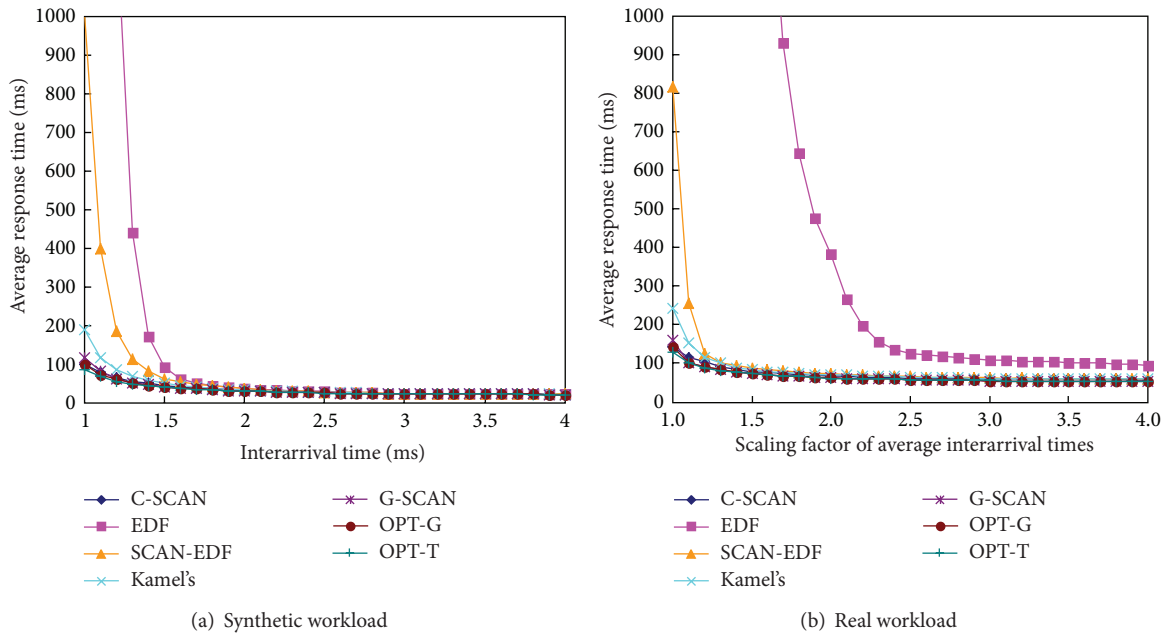 1000
900
800
700
600
500
400
300
200
100
0
Average response time (ms)
1
1.5
2
2.5
3
3.5
4
Interarrival time (ms)
C-SCAN
EDF
SCAN-EDF
Kamel's
G-SCAN
OPT-G
OPT-T
(a) Synthetic workload
1000
900
800
700
600
500
400
300
200
100
0
Average response time (ms)
1.0
1.5
2.0
2.5
3.0
3.5
4.0
Scaling factor of average interarrival times
C-SCAN
EDF
SCAN-EDF
Kamel's
G-SCAN
OPT-G
OPT-T
(b) Real workload